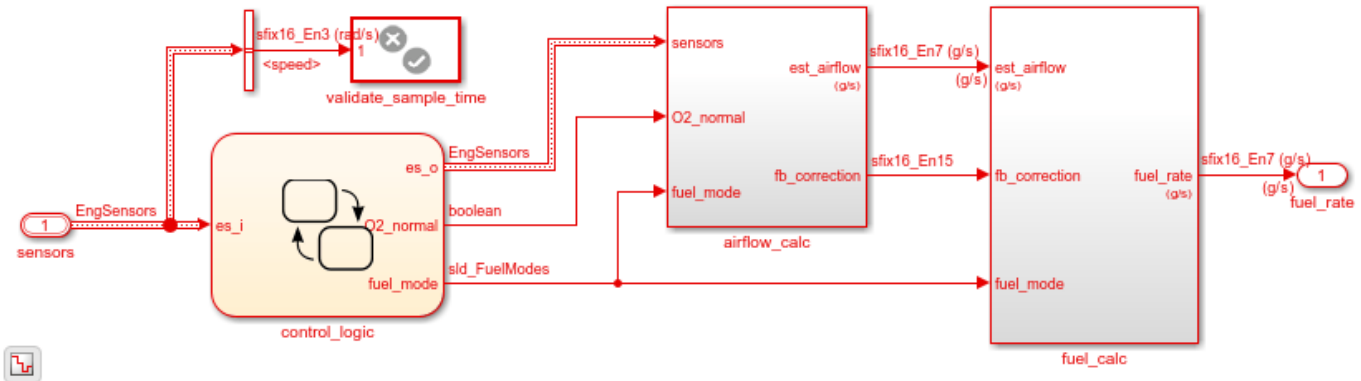 sfix16_En3 (rad/s)
<speed>
1
validate_sample_time
sensors
est_airflow
(g/s)
O2_normal
fb_correction
fuel_mode
airflow_calc
sfix16_En7 (g/s)
(g/s)
sfix16_En15
est_airflow
(g/s)
fb_correction
fuel_rate
(g/s)
fuel_mode
fuel_calc
sfix16_En7 (g/s)
(g/s)
1
fuel_rate
EngSensors
1
sensors
es_i
es_o
O2_normal
fuel_mode
control_logic
EngSensors
boolean
sld_FuelModes